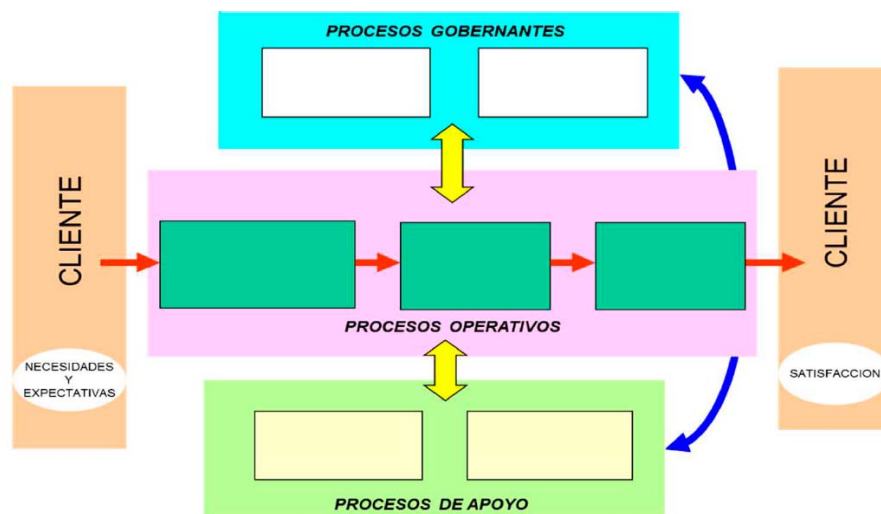 PROCESOS GOBERNANTES
CLIENTE
NECESIDADES
Y
EXPECTATIVAS
PROCESOS OPERATIVOS
CLIENTE
SATISFACCION
PROCESOS DE APOYO